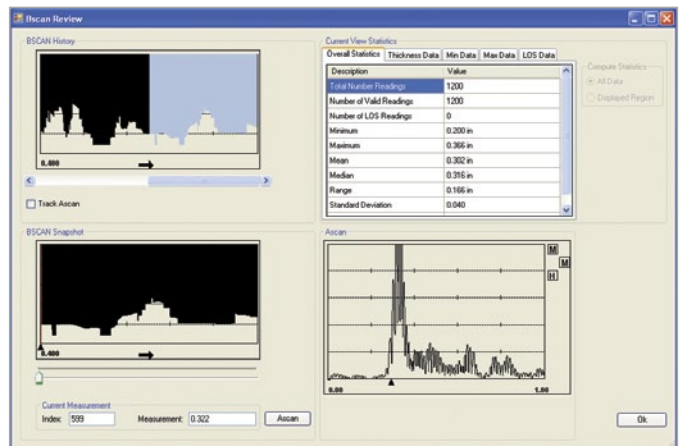 Bscan Review
BSCAN History
0.400
Track Ascan
Current View Statistics
Overall Statistics Thickness Data Min Data Max Data LOS Data
Description Value
Total Number Readings 1200
Number of Valid Readings 1200
Number of LOS Readings 0
Minimum 0.200 in
Maximum 0.366 in
Mean 0.302 in
Median 0.316 in
Range 0.166 in
Standard Deviation 0.040
Compute Statistics
All Data
Displayed Region
BSCAN Snapshot
0.400
Current Measurement
Index: 599 Measurement: 0.322 Ascan
Ascan
M
M
H
0.00 1.00
Ok